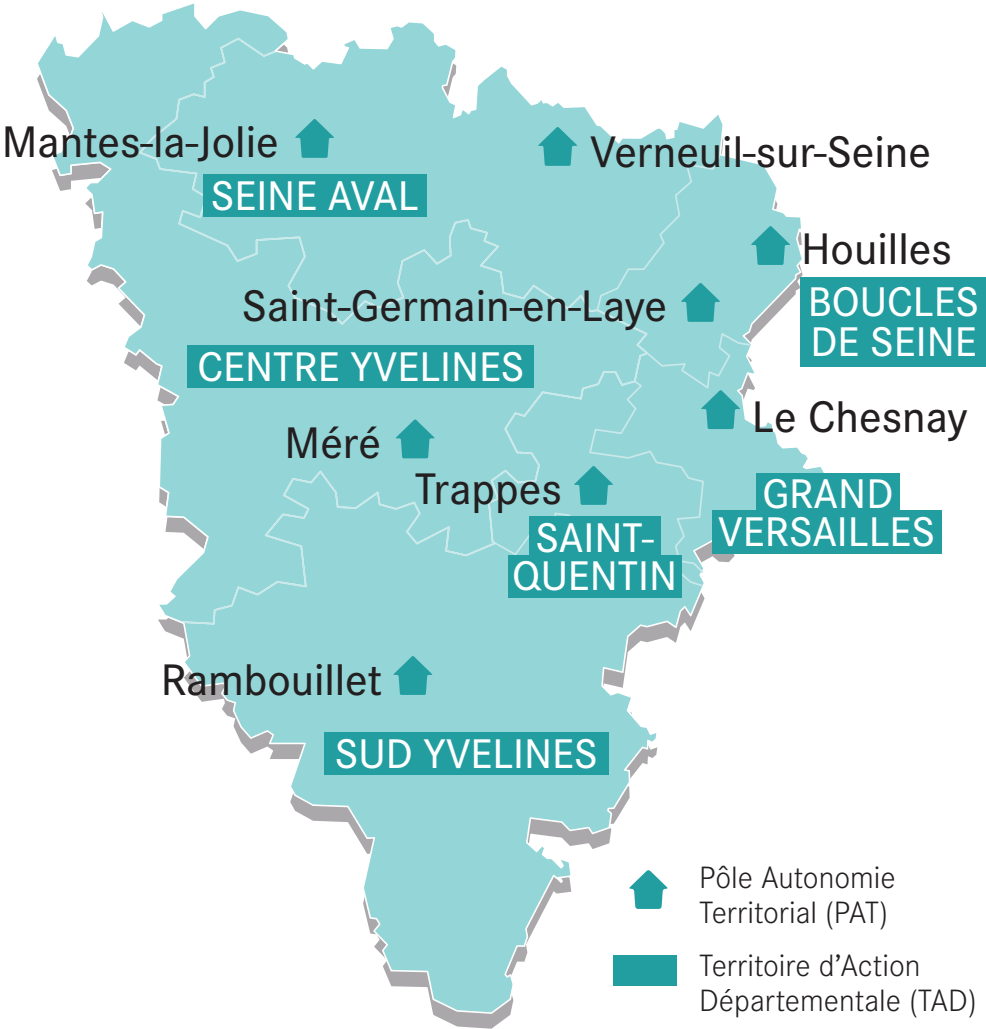 Mantes-la-Jolie
Verneuil-sur-Seine
SEINE AVAL
Houilles
Saint-Germain-en-Laye
BOUCLES
DE SEINE
CENTRE YVELINES
Le Chesnay
Méré
Trappes
GRAND
VERSAILLES
SAINT-
QUENTIN
Rambouillet
SUD YVELINES
Pôle Autonomie
Territorial (PAT)
Territoire d'Action
Départementale (TAD)